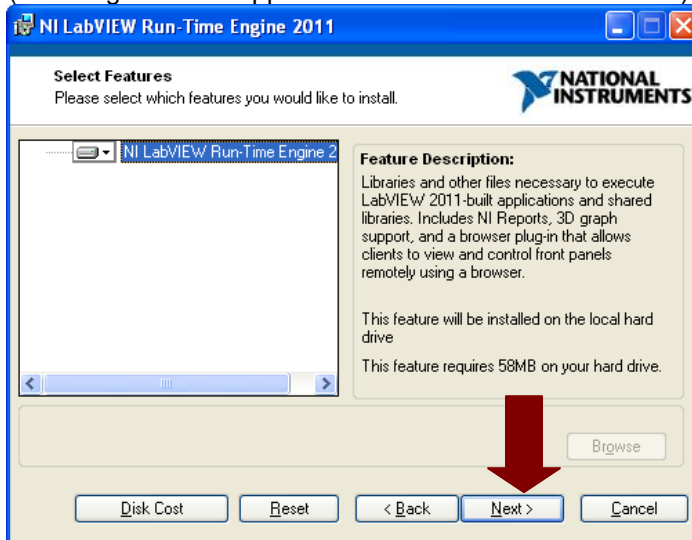 NI LabVIEW Run-Time Engine 2011
Select Features
Please select which features you would like to install.
NATIONAL
INSTRUMENTS
NI LabVIEW Run-Time Engine 2
Feature Description:
Libraries and other files necessary to execute
LabVIEW 2011-built applications and shared
libraries. Includes NI Reports, 3D graph
support, and a browser plug-in that allows
clients to view and control front panels
remotely using a browser.
This feature will be installed on the local hard
drive
This feature requires 58MB on your hard drive.
Browse
Disk Cost
Reset
< Back
Next >
Cancel